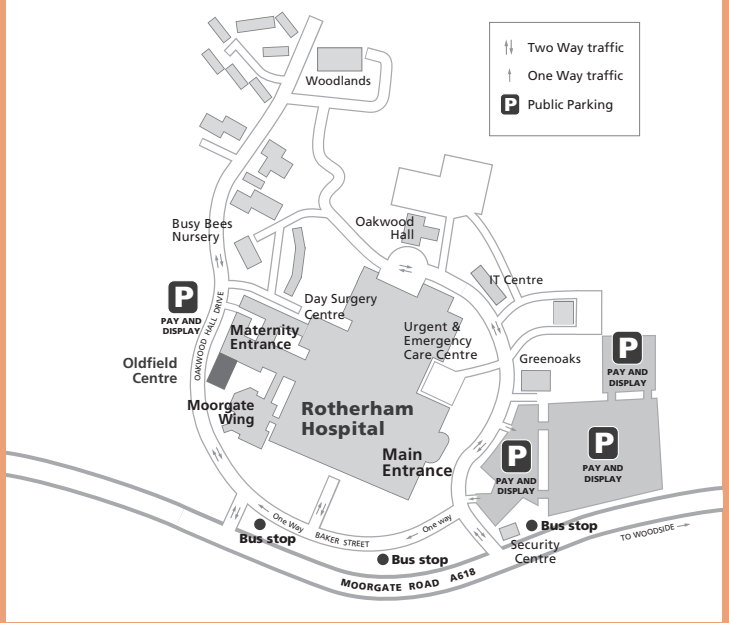 Two Way traffic
One Way traffic
P Public Parking
Woodlands
Busy Bees
Nursery
Oakwood
Hall
IT Centre
P
PAY AND
DISPLAY
OAKWOOD HALL DRIVE
Day Surgery
Centre
Maternity
Entrance
Urgent &
Emergency
Care Centre
Greenoaks
P
PAY AND
DISPLAY
Oldfield
Centre
Moorgate
Wing
Rotherham
Hospital
Main
Entrance
P
PAY AND
DISPLAY
P
PAY AND
DISPLAY
One Way
BAKER STREET
One way
Bus stop
Bus stop
Bus stop
Security
Centre
TO WOODSIDE
MOORGATE ROAD A618